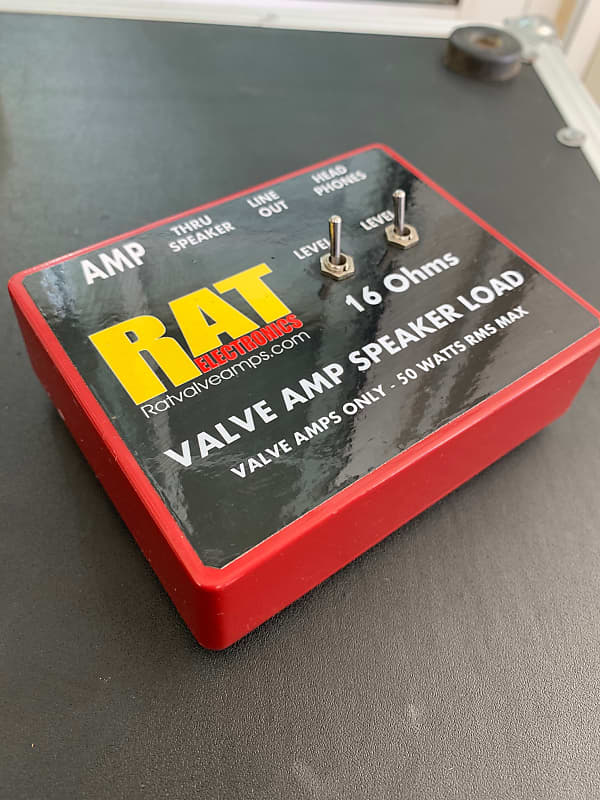 AMP
THRU
SPEAKER
LINE
OUT
HEAD
PHONES
LEVEL
LEVEL
RAT
ELECTRONICS
Ratvalveamps.com
16 Ohms
VALVE AMP SPEAKER LOAD
VALVE AMPS ONLY - 50 WATTS RMS MAX